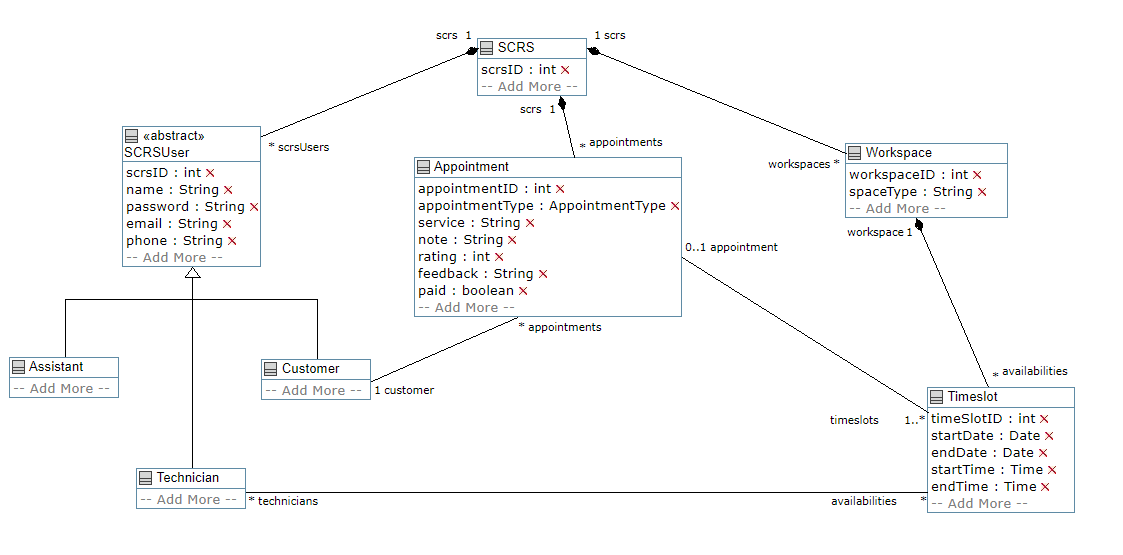 scrs 1
1 scrs
SCRS
scrsID : int ×
-- Add More --
scrs 1
«abstract»
SCRSUser
scrsID : int ×
name : String ×
password : String ×
email : String ×
phone : String ×
-- Add More --
* scrsUsers
* appointments
Appointment
appointmentID : int ×
appointmentType : AppointmentType ×
service : String ×
note : String ×
rating : int ×
feedback : String ×
paid : boolean ×
-- Add More --
workspaces *
Workspace
workspaceID : int ×
spaceType : String ×
-- Add More --
workspace 1
0..1 appointment
* appointments
Assistant
-- Add More --
Customer
-- Add More --
1 customer
* availabilities
Timeslot
timeSlotID : int ×
startDate : Date ×
endDate : Date ×
startTime : Time ×
endTime : Time ×
-- Add More --
timeslots 1..*
Technician
-- Add More --
* technicians
availabilities *